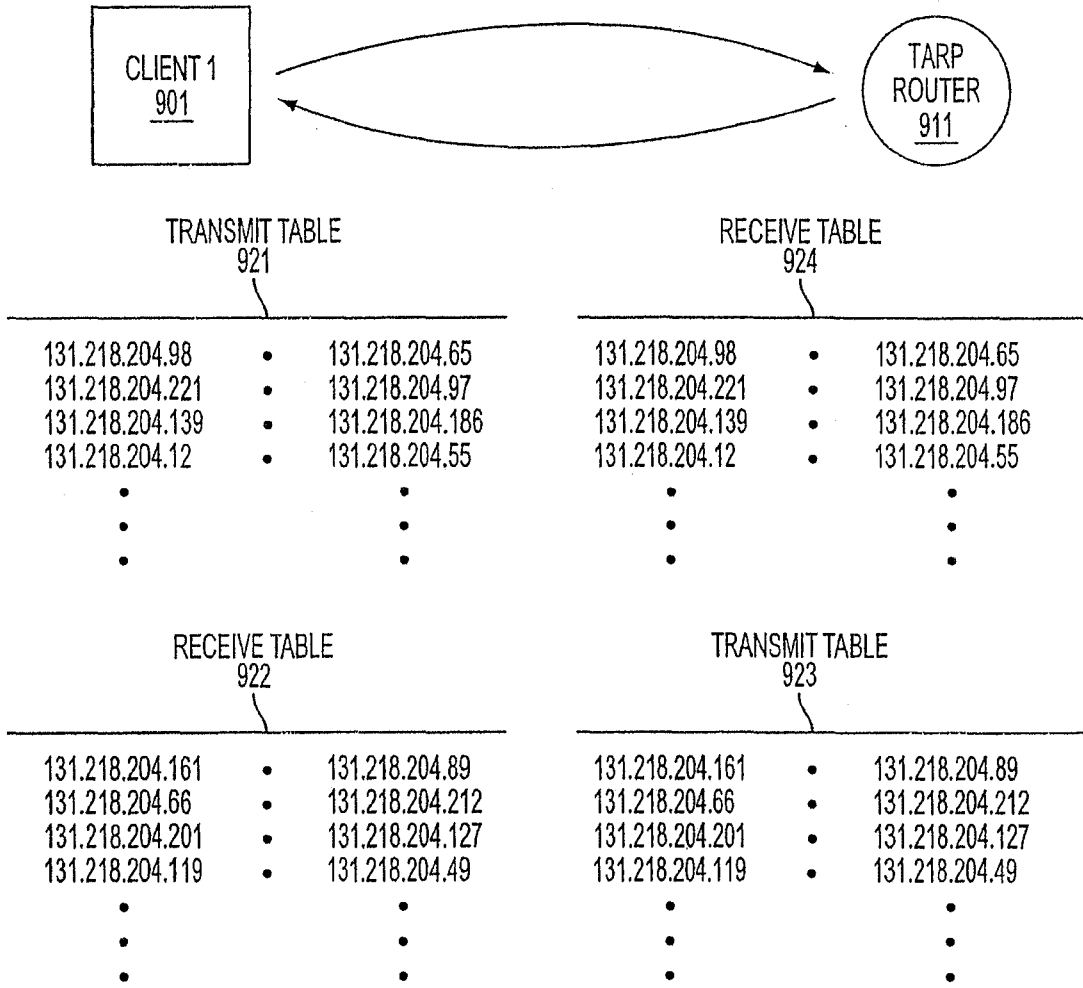 CLIENT 1
901
TARP
ROUTER
911
TRANSMIT TABLE
921
131.218.204.98 • 131.218.204.65
131.218.204.221 • 131.218.204.97
131.218.204.139 • 131.218.204.186
131.218.204.12 • 131.218.204.55
RECEIVE TABLE
924
131.218.204.98 • 131.218.204.65
131.218.204.221 • 131.218.204.97
131.218.204.139 • 131.218.204.186
131.218.204.12 • 131.218.204.55
RECEIVE TABLE
922
131.218.204.161 • 131.218.204.89
131.218.204.66 • 131.218.204.212
131.218.204.201 • 131.218.204.127
131.218.204.119 • 131.218.204.49
TRANSMIT TABLE
923
131.218.204.161 • 131.218.204.89
131.218.204.66 • 131.218.204.212
131.218.204.201 • 131.218.204.127
131.218.204.119 • 131.218.204.49